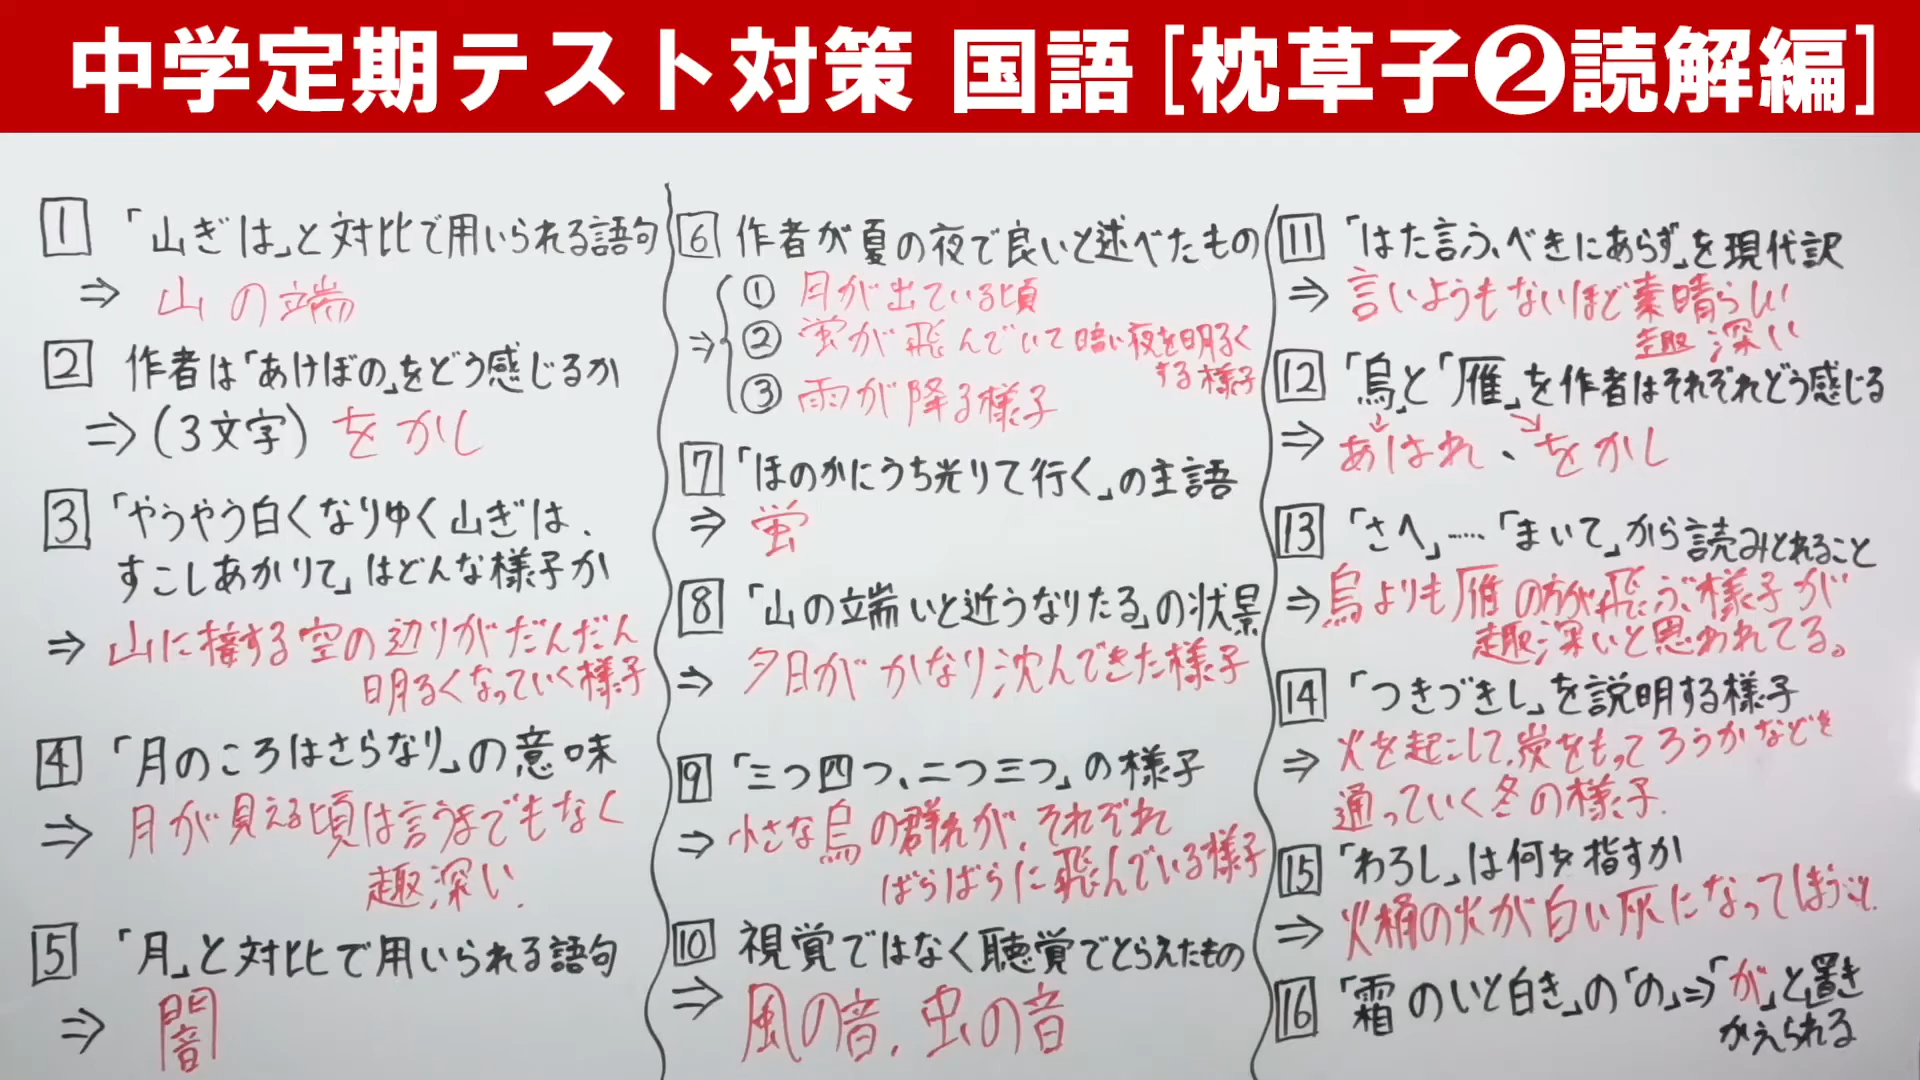 中学定期テスト対策 国語[枕草子❷読解編]
1 「山ぎは」と対比で用いられる語句
⇒ 山の端
2 作者は「あけぼの」をどう感じるか
⇒(3文字) をかし
3 「やうやう白くなりゆく山ぎは、
すこしあかりて」はどんな様子か
⇒ 山に接する空の辺りがだんだん
明るくなっていく様子
4 「月のころはさらなり」の意味
⇒ 月が見える頃は言うまでもなく
趣深い.
5 「月」と対比で用いられる語句
⇒ 闇
6 作者が夏の夜で良いと述べたもの
⇒ ① 月が出ている頃
② 蛍が飛んでいて暗い夜を明るく
する様子
③ 雨が降る様子
7 「ほのかにうち光りて行く」の主語
⇒ 蛍
8 「山の端いと近うなりたる」の状景
⇒ 夕日がかなり沈んできた様子
9 「三つ四つ、二つ三つ」の様子
⇒ 小さな鳥の群れが、それぞれ
ばらばらに飛んでいる様子
10 視覚ではなく聴覚でとらえたもの
⇒ 風の音、虫の音
11 「はた言ふべきにあらず」を現代訳
⇒ 言いようもないほど素晴らしい
趣深い
12 「烏」と「雁」を作者はそれぞれどう感じる
⇒ あはれ、をかし
13 「さへ」……「まいて」から読みとれること
⇒ 烏よりも雁の方が飛ぶ様子が
趣深いと思われてる。
14 「つきづきし」を説明する様子
⇒ 火を起こして、炭をもってろうかなどを
通っていく冬の様子.
15 「わろし」は何を指すか
⇒ 火桶の火が白い灰になってしまうこと.
16 「霜のいと白き」の「の」⇒「が」と置き
かえられる